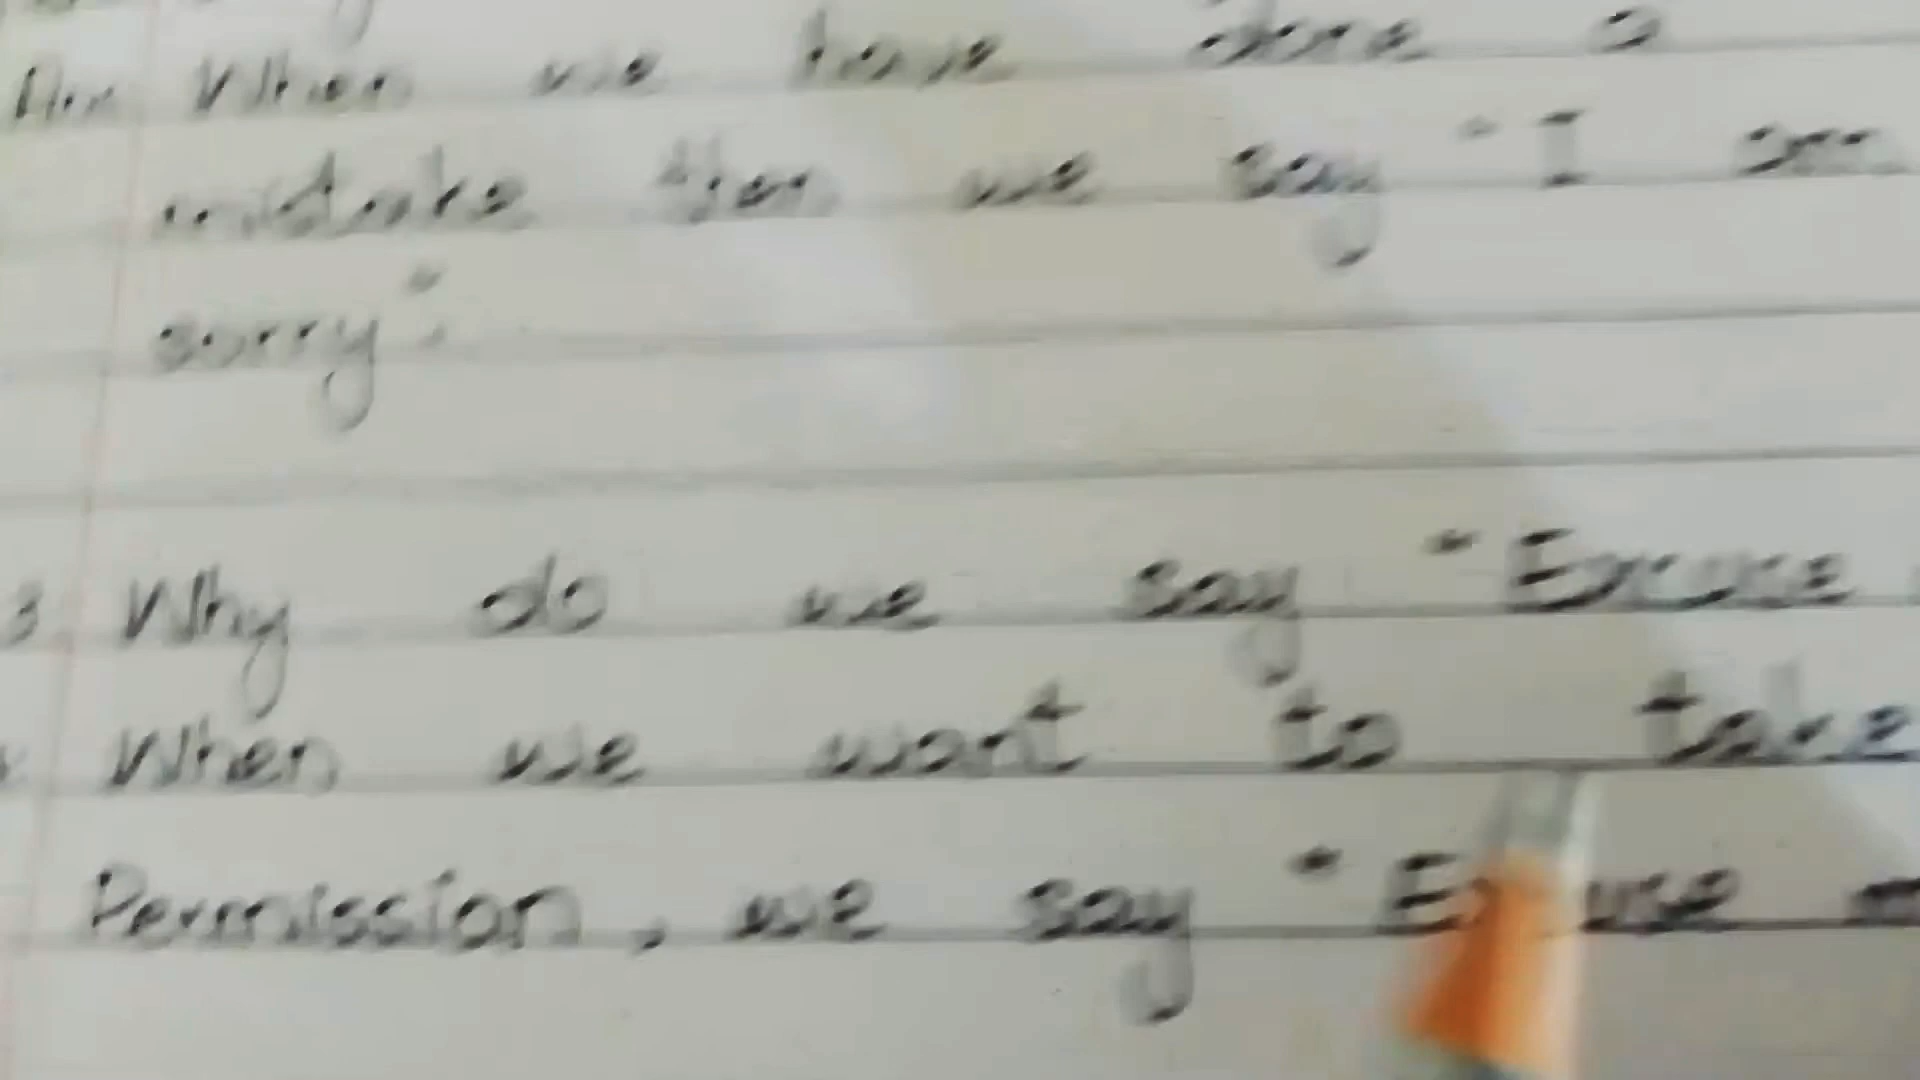 Ans When we have done a
mistake then we say "I am
sorry".
3. Why do we say "Excuse
When we want to take
Permission, we say "Excuse m